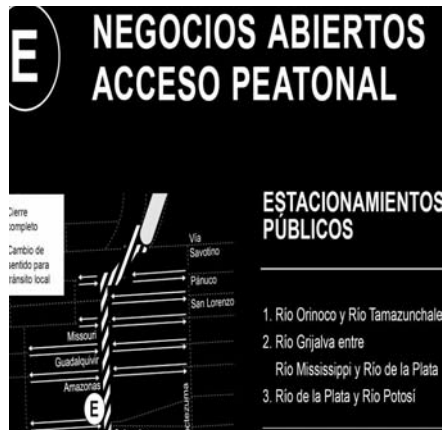 E
NEGOCIOS ABIERTOS
ACCESO PEATONAL
Cierre
completo
Cambio de
sentido para
tránsito local
Vía
Savotino
Pánuco
San Lorenzo
Missouri
Guadalquivir
Amazonas
E
ESTACIONAMIENTOS
PÚBLICOS
1. Río Orinoco y Río Tamazunchale
2. Río Grijalva entre
Río Mississippi y Río de la Plata
3. Río de la Plata y Río Potosí